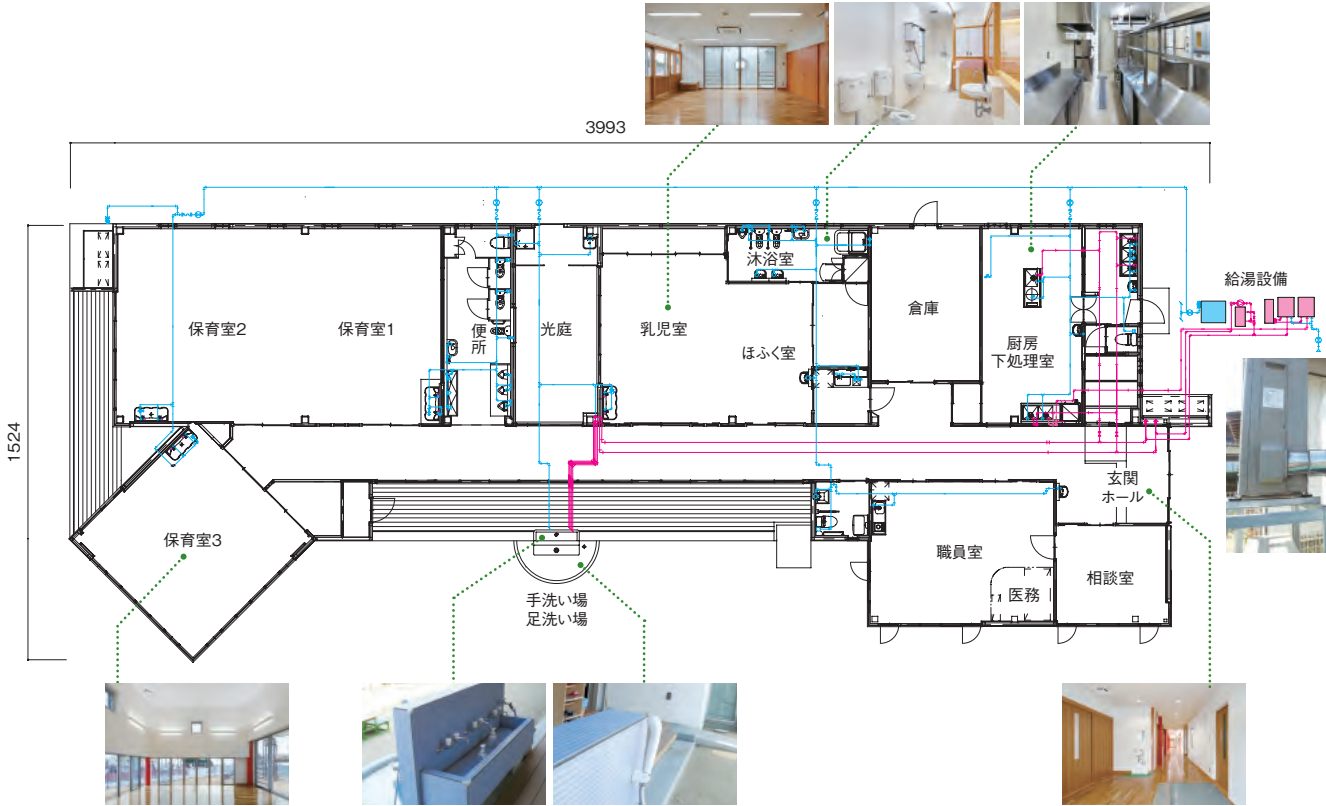 3993
1524
沐浴室
給湯設備
倉庫
保育室2
保育室1
便所
光庭
乳児室
ほふく室
厨房
下処理室
玄関
ホール
保育室3
職員室
相談室
医務
手洗い場
足洗い場